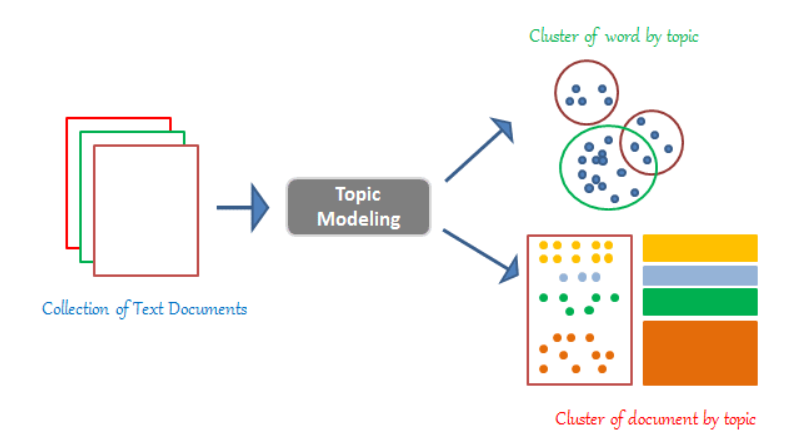 Cluster of word by topic
Topic
Modeling
Collection of Text Documents
Cluster of document by topic